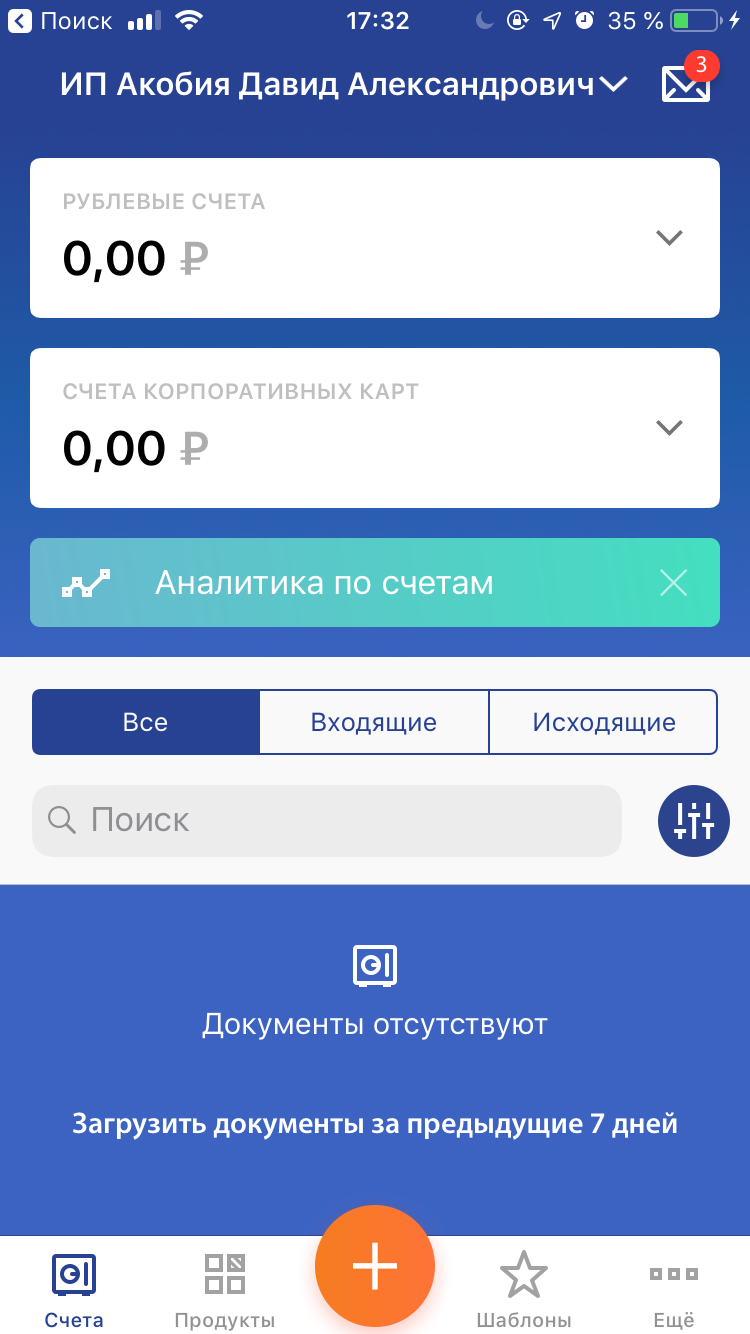 Поиск 17:32 35 %
ИП Акобия Давид Александрович
3
РУБЛЕВЫЕ СЧЕТА
0,00 ₽
СЧЕТА КОРПОРАТИВНЫХ КАРТ
0,00 ₽
Аналитика по счетам
Все Входящие Исходящие
Поиск
Документы отсутствуют
Загрузить документы за предыдущие 7 дней
Счета Продукты Шаблоны Ещё